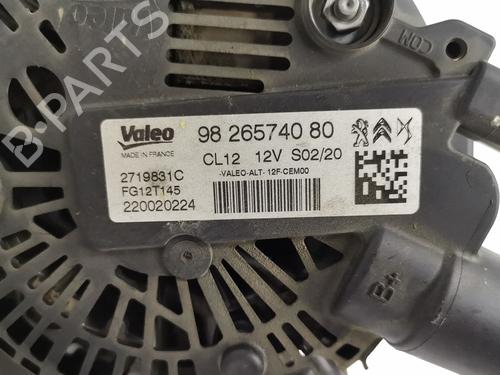 Valeo
MADE IN FRANCE
98 265740 80
CL12 12V S02/20
-VALEO-ALT- 12F-CEM00
2719831C
FG12T145
220020224
COM
B+
B-PARTS